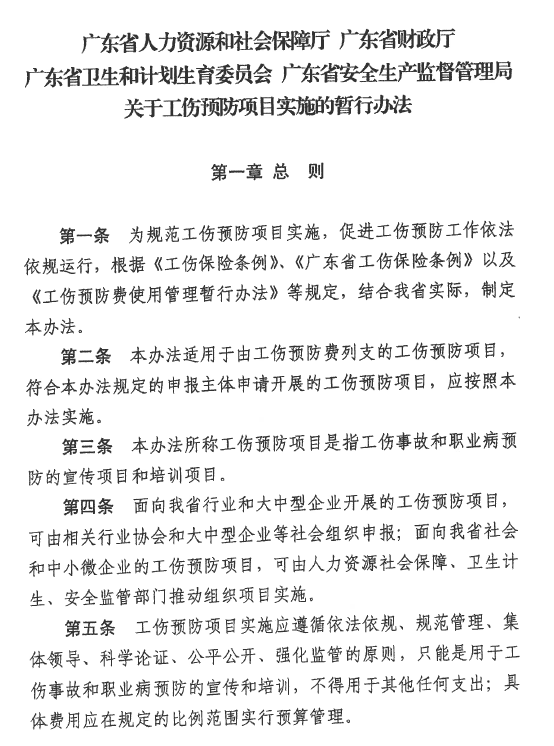 广东省人力资源和社会保障厅 广东省财政厅
广东省卫生和计划生育委员会 广东省安全生产监督管理局
关于工伤预防项目实施的暂行办法
第一章 总 则
第一条 为规范工伤预防项目实施，促进工伤预防工作依法
依规运行，根据《工伤保险条例》、《广东省工伤保险条例》以及
《工伤预防费使用管理暂行办法》等规定，结合我省实际，制定
本办法。
第二条 本办法适用于由工伤预防费列支的工伤预防项目，
符合本办法规定的申报主体申请开展的工伤预防项目，应按照本
办法实施。
第三条 本办法所称工伤预防项目是指工伤事故和职业病预
防的宣传项目和培训项目。
第四条 面向我省行业和大中型企业开展的工伤预防项目，
可由相关行业协会和大中型企业等社会组织申报；面向我省社会
和中小微企业的工伤预防项目，可由人力资源社会保障、卫生计
生、安全监管部门推动组织项目实施。
第五条 工伤预防项目实施应遵循依法依规、规范管理、集
体领导、科学论证、公平公开、强化监管的原则，只能是用于工
伤事故和职业病预防的宣传和培训，不得用于其他任何支出；具
体费用应在规定的比例范围实行预算管理。